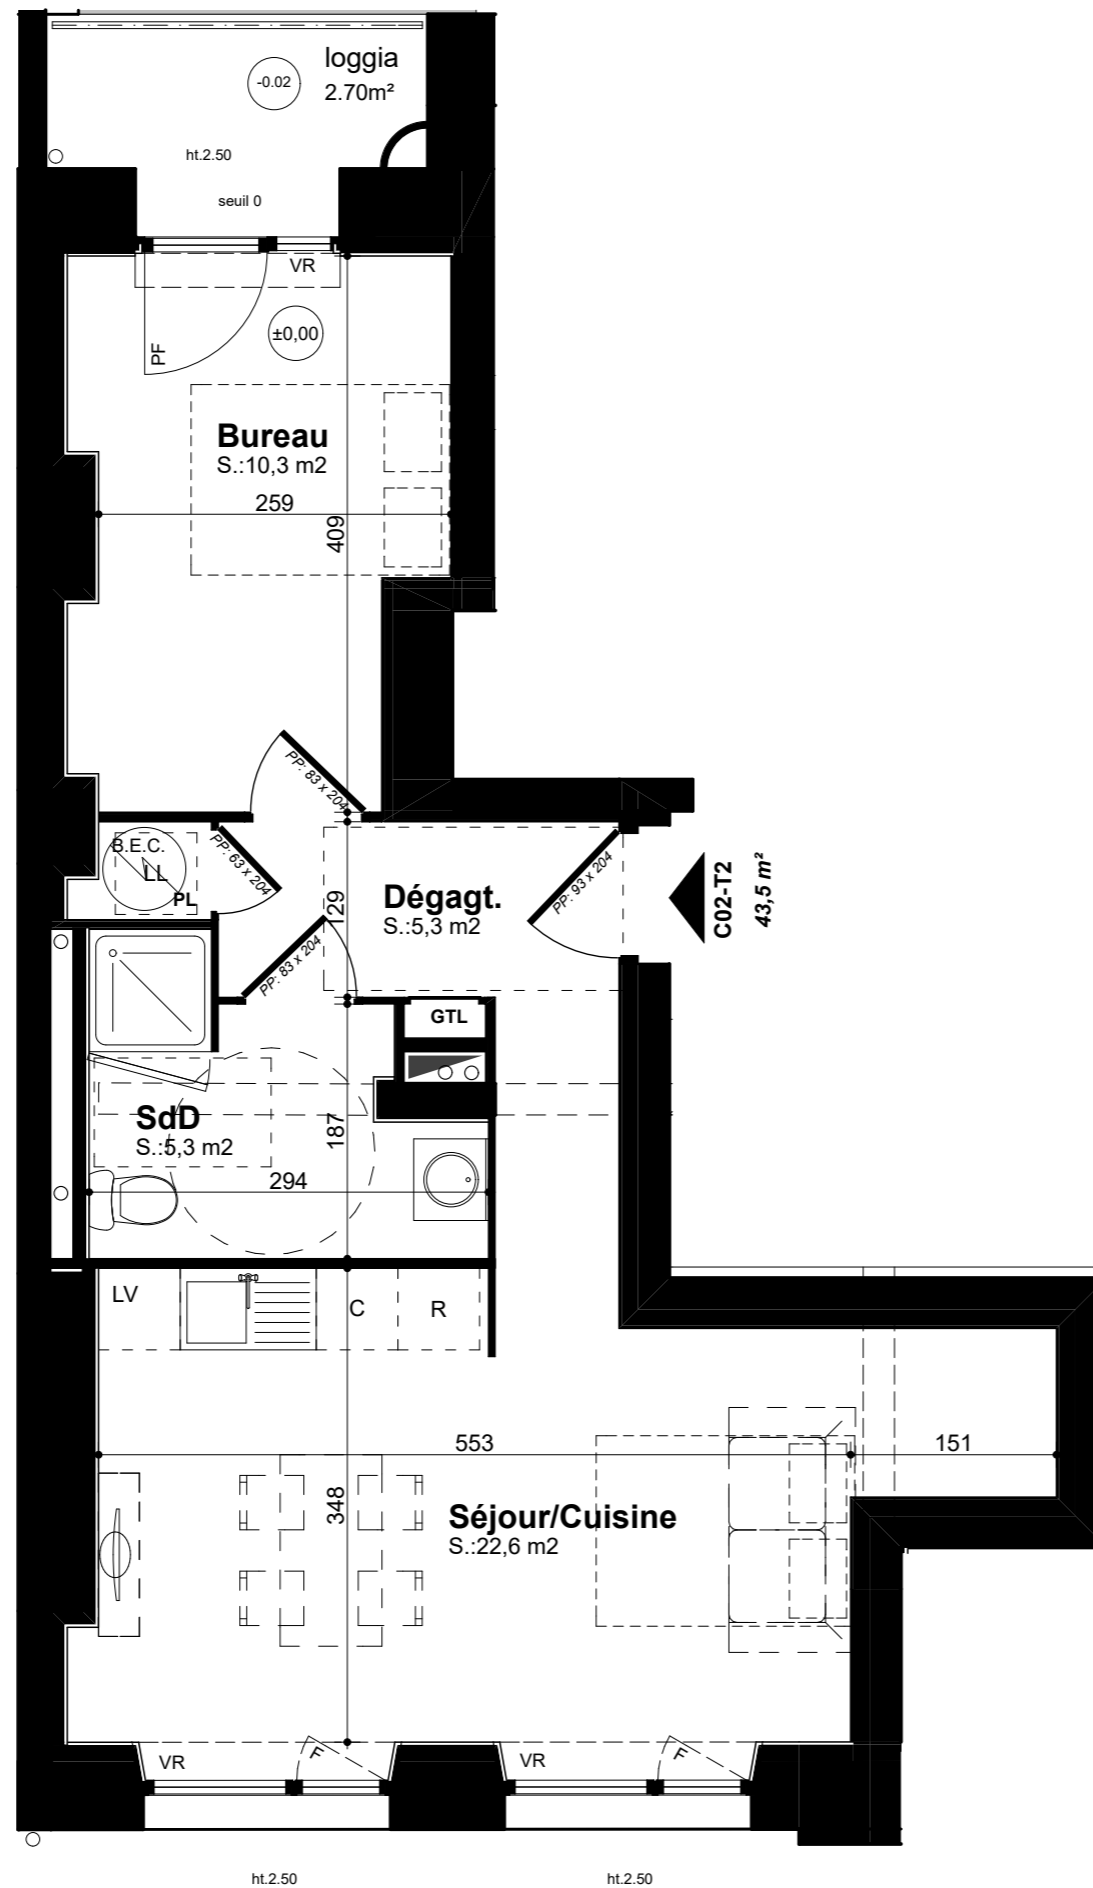 loggia
2.70m²
-0.02
ht.2.50
seuil 0
VR
PF
±0,00
Bureau
S.:10,3 m2
259
409
PP: 83 x 204
B.E.C.
LL
PL
PP: 63 x 204
129
Dégagt.
S.:5,3 m2
PP: 93 x 204
C02-T2
43,5 m²
PP: 83 x 204
GTL
SdD
S.:5,3 m2
187
294
LV
C
R
553
151
348
Séjour/Cuisine
S.:22,6 m2
VR
F
VR
F
ht.2.50
ht.2.50